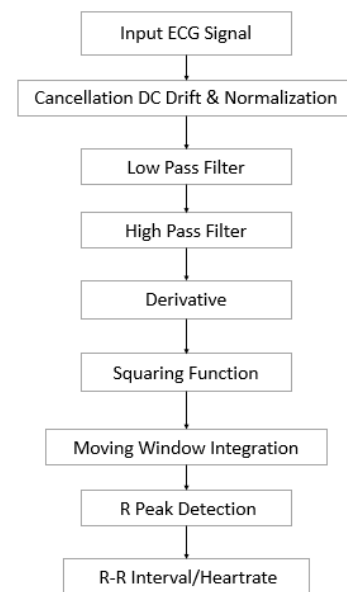 Input ECG Signal
Cancellation DC Drift & Normalization
Low Pass Filter
High Pass Filter
Derivative
Squaring Function
Moving Window Integration
R Peak Detection
R-R Interval/Heartrate